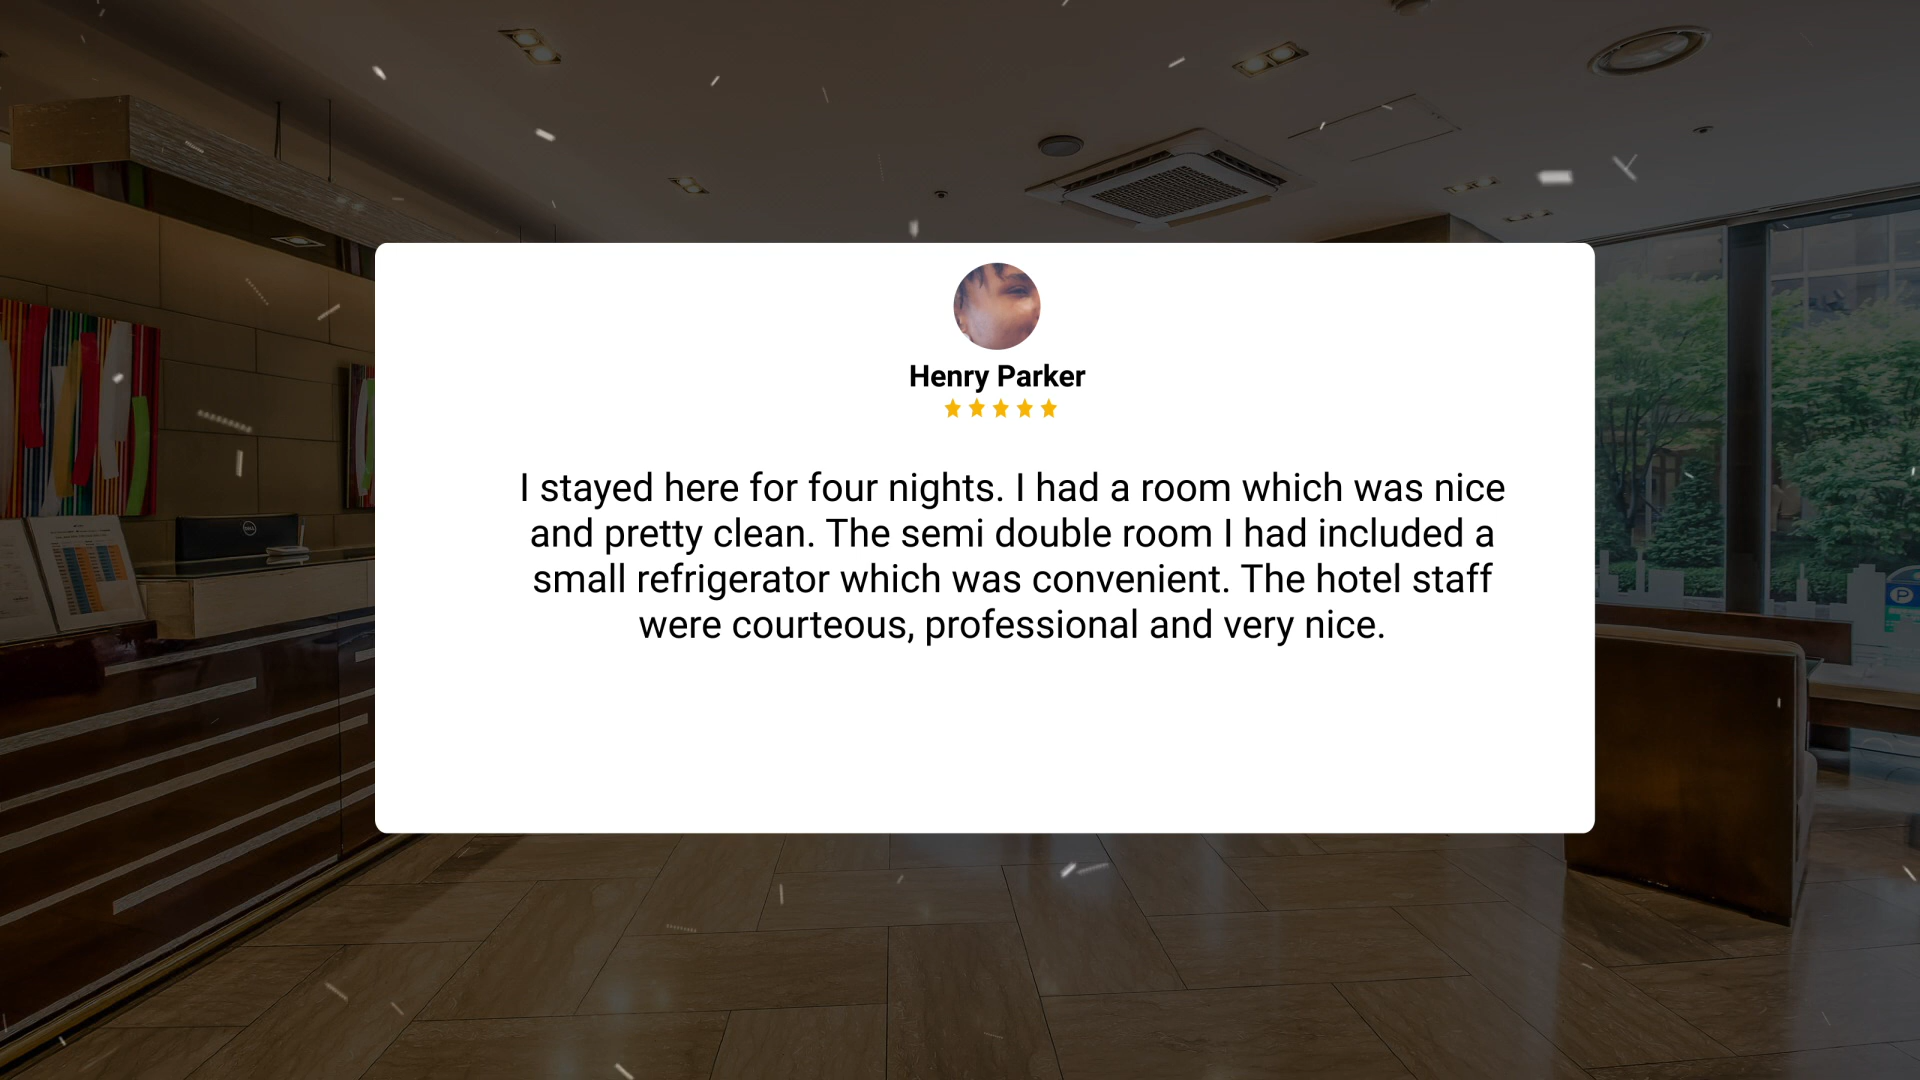 Henry Parker
I stayed here for four nights. I had a room which was nice
and pretty clean. The semi double room I had included a
small refrigerator which was convenient. The hotel staff
were courteous, professional and very nice.
DELL
P